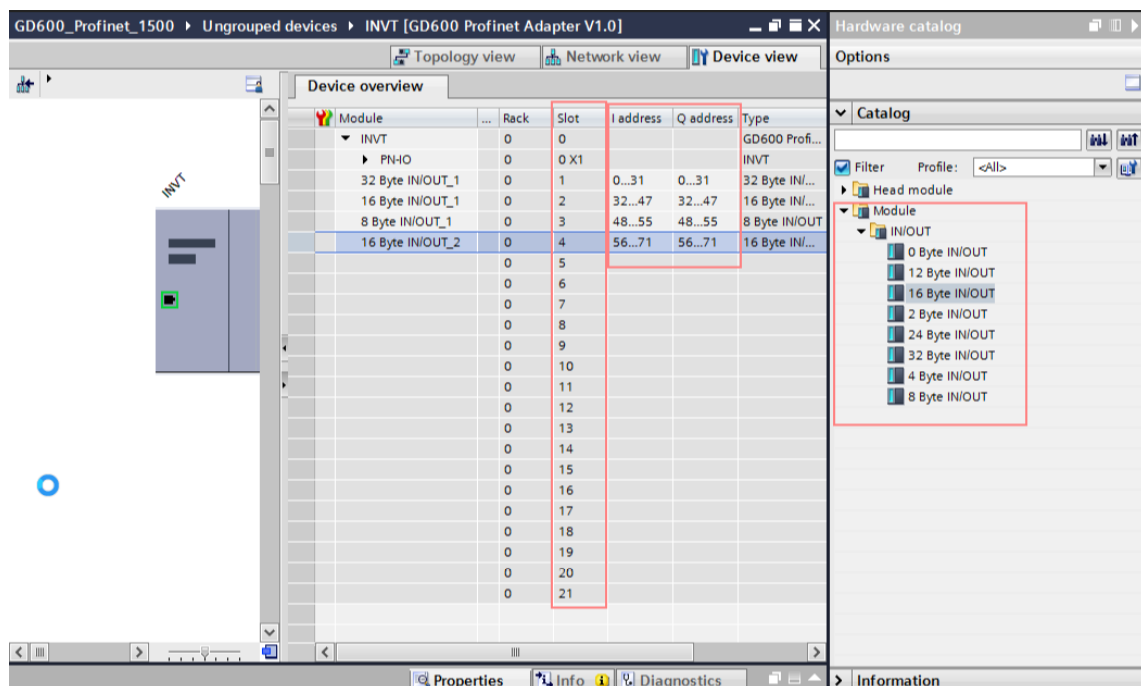 GD600_Profinet_1500 ▸ Ungrouped devices ▸ INVT [GD600 Profinet Adapter V1.0]
Topology view Network view Device view
Device overview
INVT
Module ... Rack Slot I address Q address Type
INVT 0 0 GD600 Profi...
PN-IO 0 0 X1 INVT
32 Byte IN/OUT_1 0 1 0...31 0...31 32 Byte IN/...
16 Byte IN/OUT_1 0 2 32...47 32...47 16 Byte IN/...
8 Byte IN/OUT_1 0 3 48...55 48...55 8 Byte IN/OUT
16 Byte IN/OUT_2 0 4 56...71 56...71 16 Byte IN/...
0 5
0 6
0 7
0 8
0 9
0 10
0 11
0 12
0 13
0 14
0 15
0 16
0 17
0 18
0 19
0 20
0 21
Properties Info Diagnostics
Hardware catalog
Options
Catalog
Filter Profile: <All>
Head module
Module
IN/OUT
0 Byte IN/OUT
12 Byte IN/OUT
16 Byte IN/OUT
2 Byte IN/OUT
24 Byte IN/OUT
32 Byte IN/OUT
4 Byte IN/OUT
8 Byte IN/OUT
Information